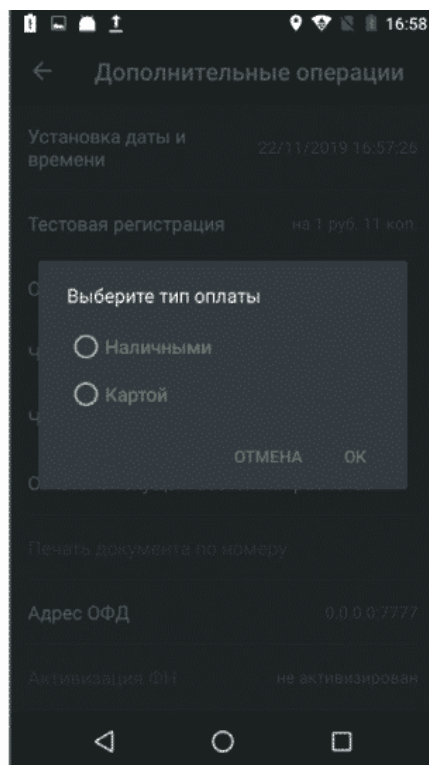 16:58
Дополнительные операции
Установка даты и
времени
22/11/2019 16:57:26
Тестовая регистрация
на 1 руб. 11 коп.
Выберите тип оплаты
Наличными
Картой
ОТМЕНА
ОК
Печать документа по номеру
Адрес ОФД
0.0.0.0:7777
Активизация ФН
не активизирован